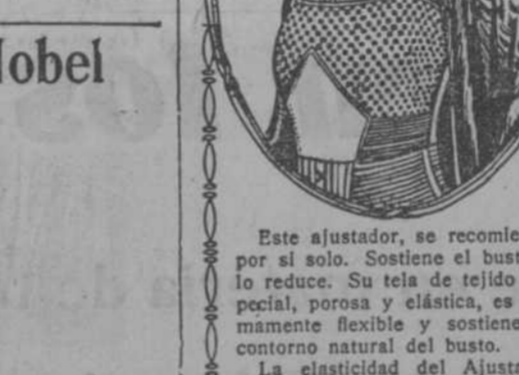 Este ajustador, se recomie
por si solo. Sostiene el bust
lo reduce. Su tela de tejido
pecial, porosa y elástica, es
mamente flexible y sostiene
contorno natural del busto.
La elasticidad del Ajusta